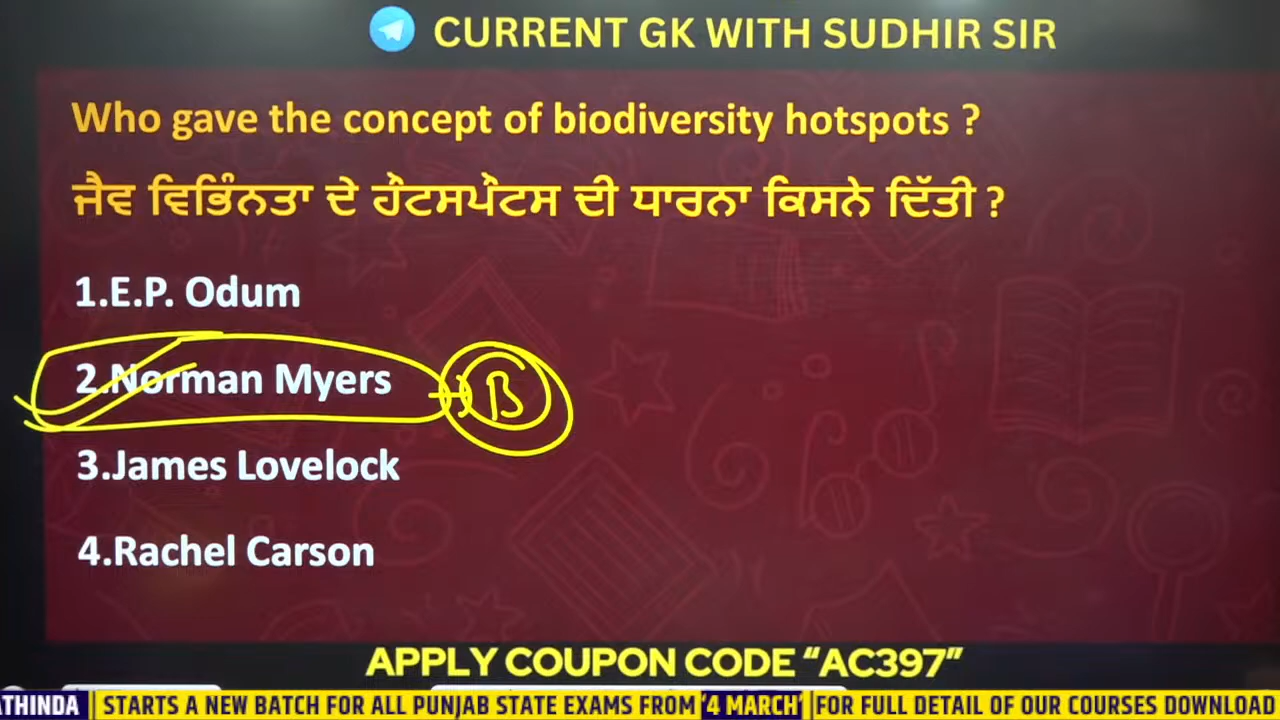 CURRENT GK WITH SUDHIR SIR
Who gave the concept of biodiversity hotspots ?
ਜੈਵ ਵਿਭਿੰਨਤਾ ਦੇ ਹੌਟਸਪੌਟਸ ਦੀ ਧਾਰਨਾ ਕਿਸਨੇ ਦਿੱਤੀ ?
1.E.P. Odum
2.Norman Myers
B
3.James Lovelock
4.Rachel Carson
APPLY COUPON CODE “AC397”
ATHINDA STARTS A NEW BATCH FOR ALL PUNJAB STATE EXAMS FROM '4 MARCH' FOR FULL DETAIL OF OUR COURSES DOWNLOAD